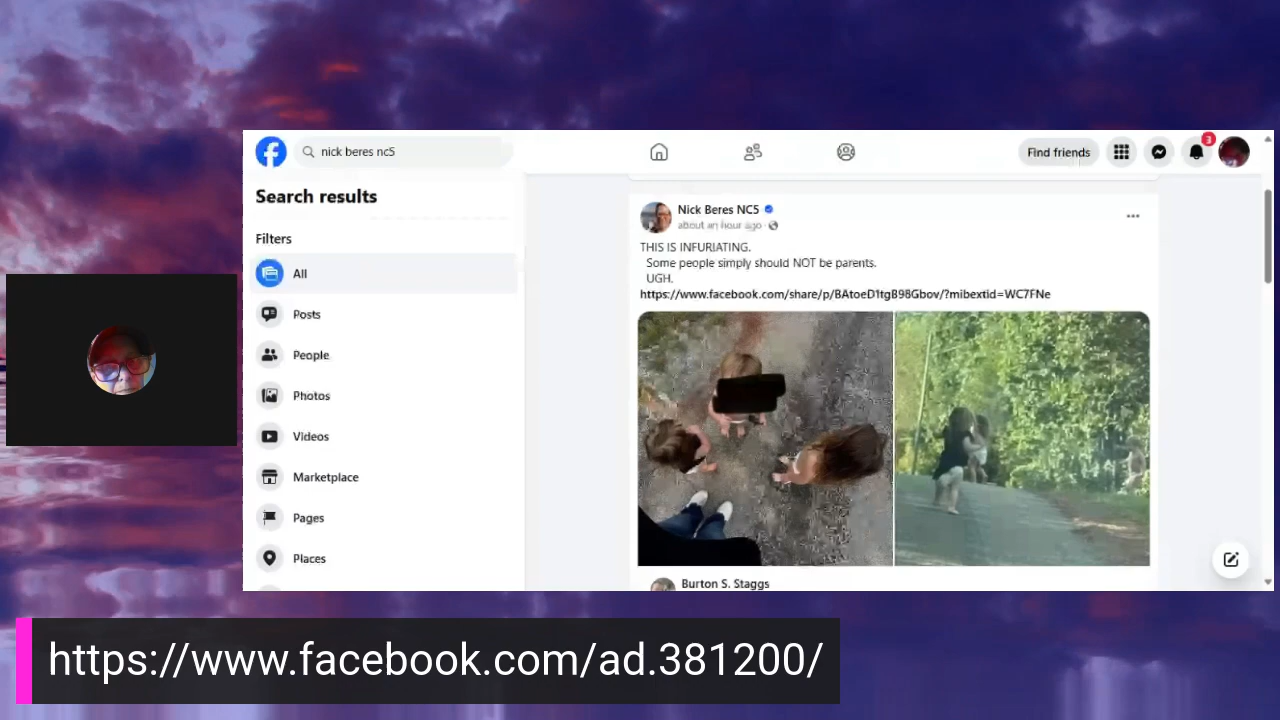 nick beres nc5
Find friends
3
Search results
Filters
All
Posts
People
Photos
Videos
Marketplace
Pages
Places
Nick Beres NC5
about an hour ago
THIS IS INFURIATING.
Some people simply should NOT be parents.
UGH.
https://www.facebook.com/share/p/BAtoeD1tgB98Gbov/?mibextid=WC7FNe
Burton S. Staggs
https://www.facebook.com/ad.381200/